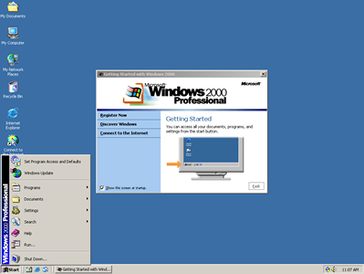 My Documents
My Computer
My Network
Places
Recycle Bin
Internet
Explorer
Connect to
Getting Started with Windows 2000
Microsoft
Windows 2000
Professional
Register Now
Discover Windows
Connect to the Internet
Getting Started
You can access all your documents, programs, and
settings from the start button.
Show this screen at startup.
Exit
Windows 2000 Professional
Set Program Access and Defaults
Windows Update
Programs
Documents
Settings
Search
Help
Run...
Shut Down...
Start
Getting Started with Wind...
11:07 AM